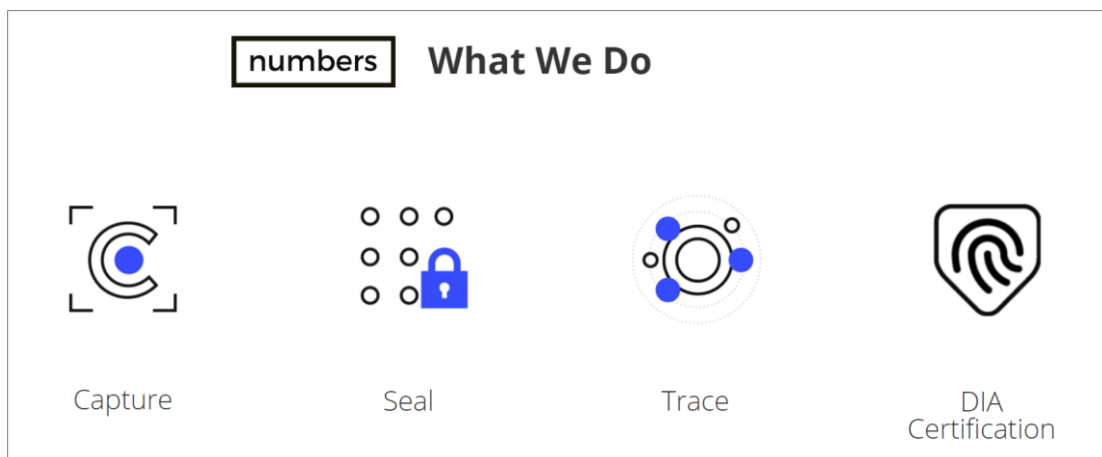 numbers What We Do
Capture
Seal
Trace
DIA
Certification